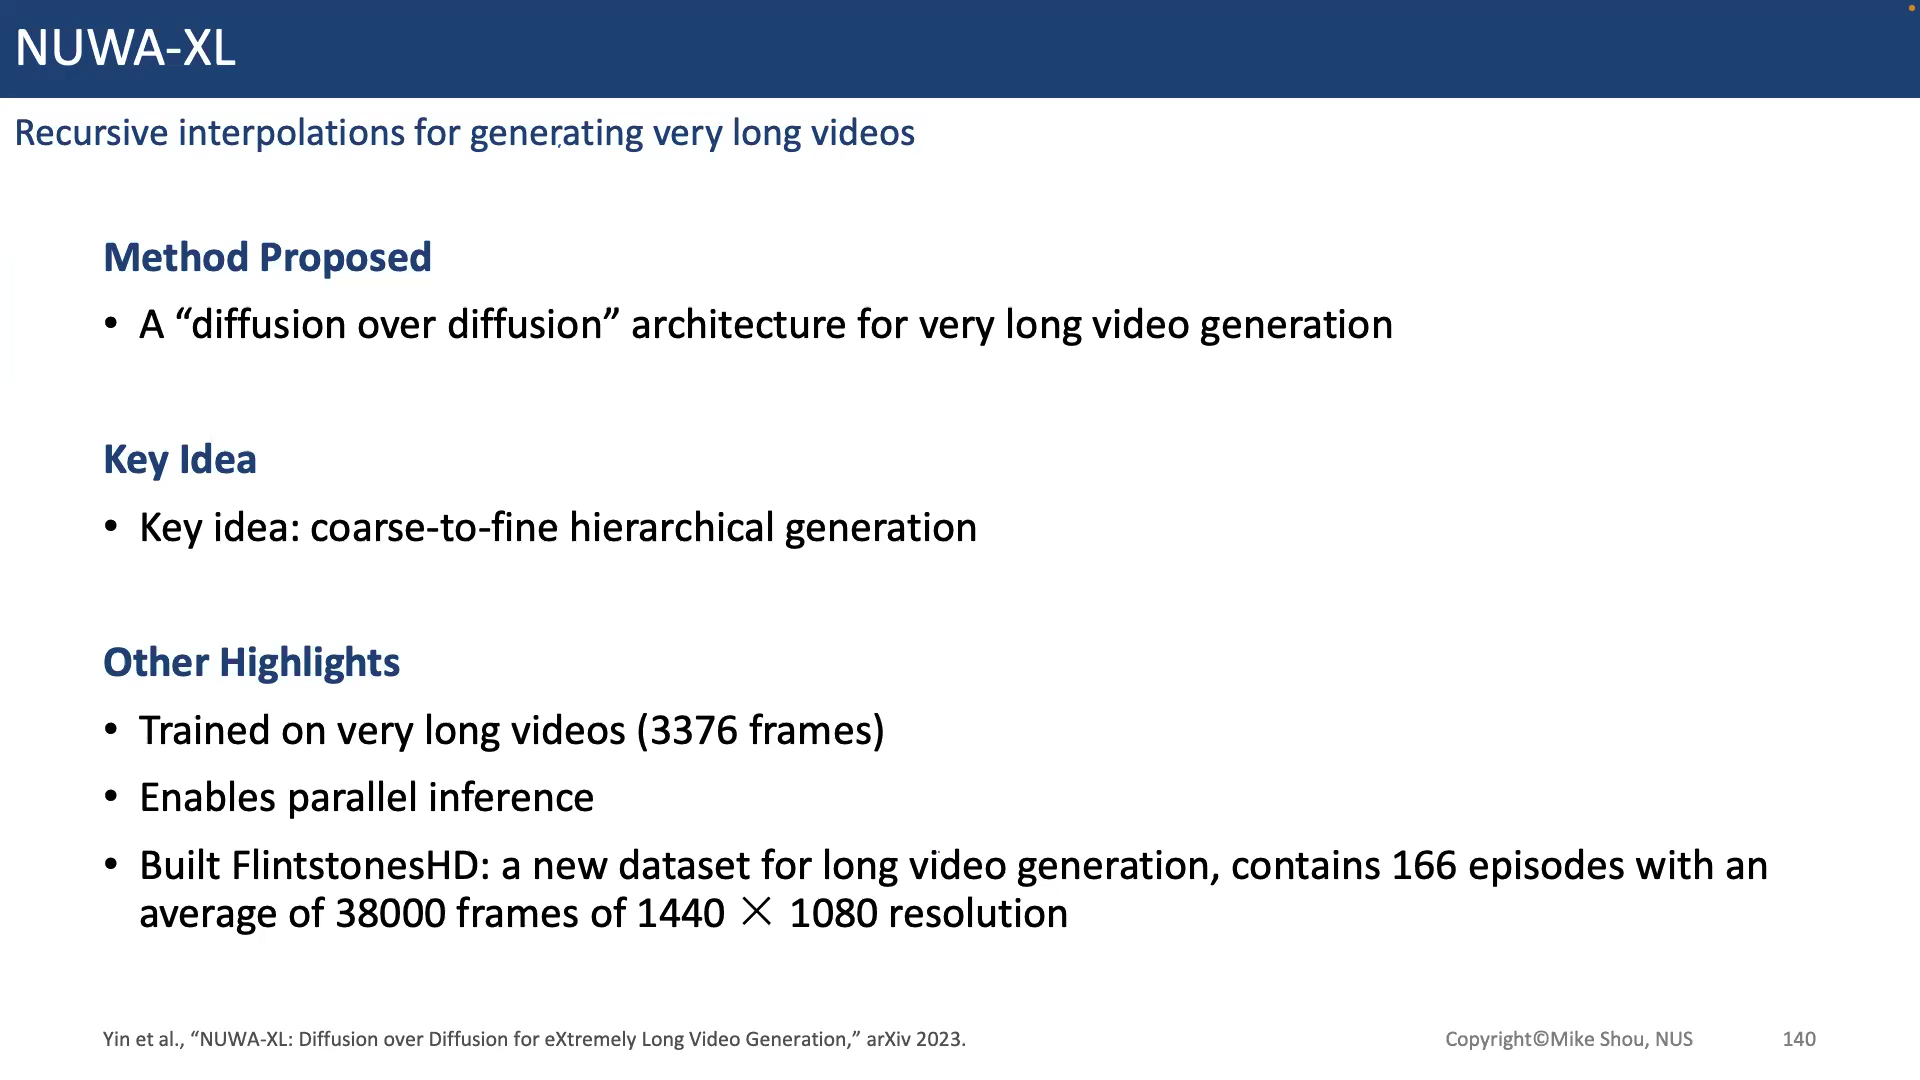 NUWA-XL
Recursive interpolations for generating very long videos
Method Proposed
• A “diffusion over diffusion” architecture for very long video generation
Key Idea
• Key idea: coarse-to-fine hierarchical generation
Other Highlights
• Trained on very long videos (3376 frames)
• Enables parallel inference
• Built FlintstonesHD: a new dataset for long video generation, contains 166 episodes with an
average of 38000 frames of 1440 × 1080 resolution
Yin et al., “NUWA-XL: Diffusion over Diffusion for eXtremely Long Video Generation,” arXiv 2023.
Copyright©Mike Shou, NUS
140